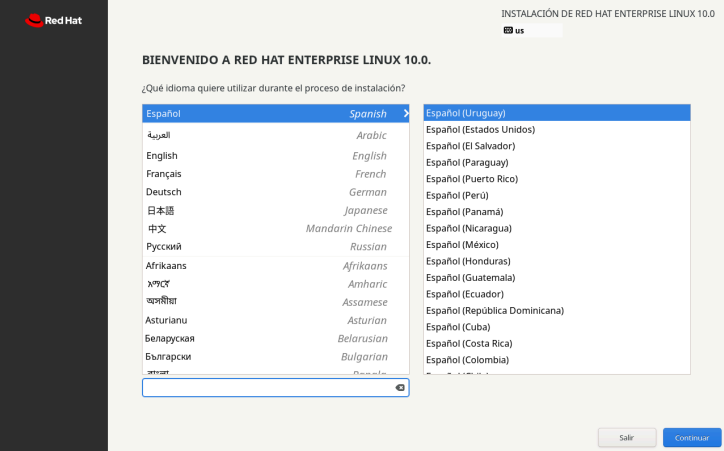 Red Hat
INSTALACIÓN DE RED HAT ENTERPRISE LINUX 10.0
us
BIENVENIDO A RED HAT ENTERPRISE LINUX 10.0.
¿Qué idioma quiere utilizar durante el proceso de instalación?
Español Spanish
العربية Arabic
English English
Français French
Deutsch German
日本語 Japanese
中文 Mandarin Chinese
Русский Russian
Afrikaans Afrikaans
አማርኛ Amharic
অসমীয়া Assamese
Asturianu Asturian
Беларуская Belarusian
Български Bulgarian
বাংলা Bangla
Español (Uruguay)
Español (Estados Unidos)
Español (El Salvador)
Español (Paraguay)
Español (Puerto Rico)
Español (Perú)
Español (Panamá)
Español (Nicaragua)
Español (México)
Español (Honduras)
Español (Guatemala)
Español (Ecuador)
Español (República Dominicana)
Español (Cuba)
Español (Costa Rica)
Español (Colombia)
Salir
Continuar